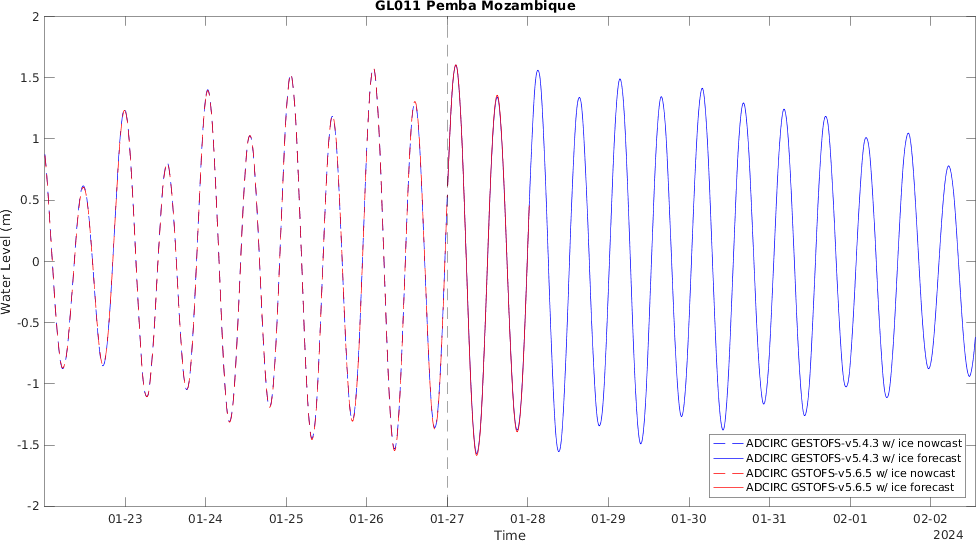 GL011 Pemba Mozambique
2
1.5
1
0.5
0
-0.5
-1
-1.5
-2
Water Level (m)
ADCIRC GESTOFS-v5.4.3 w/ ice nowcast
ADCIRC GESTOFS-v5.4.3 w/ ice forecast
ADCIRC GSTOFS-v5.6.5 w/ ice nowcast
ADCIRC GSTOFS-v5.6.5 w/ ice forecast
01-23 01-24 01-25 01-26 01-27 01-28 01-29 01-30 01-31 02-01 02-02
Time
2024